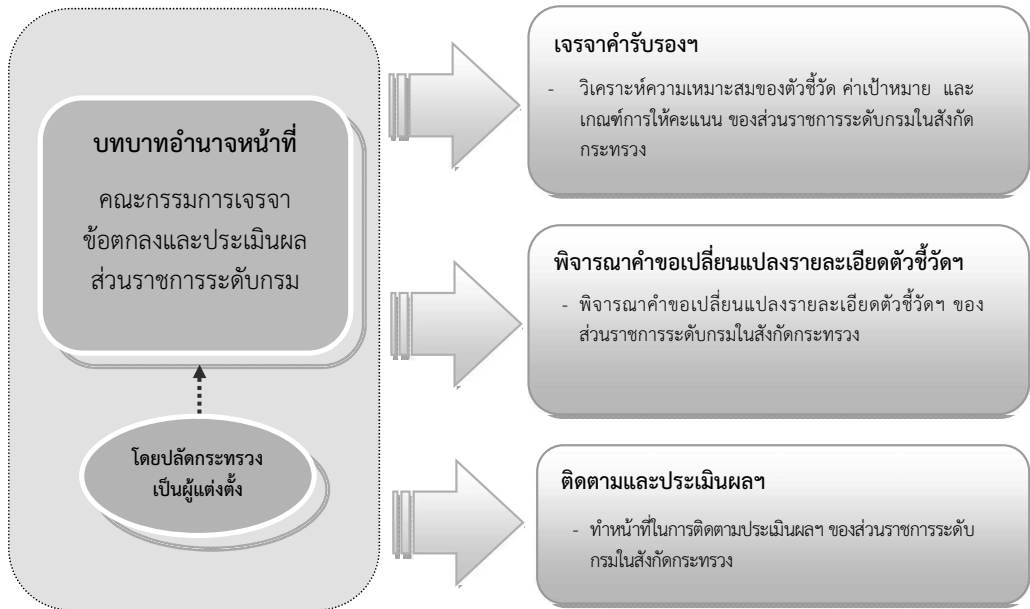 บทบาทอำนาจหน้าที่
คณะกรรมการเจรจา
ข้อตกลงและประเมินผล
ส่วนราชการระดับกรม
โดยปลัดกระทรวง
เป็นผู้แต่งตั้ง
เจรจาคำรับรองฯ
- วิเคราะห์ความเหมาะสมของตัวชี้วัด ค่าเป้าหมาย และ
เกณฑ์การให้คะแนน ของส่วนราชการระดับกรมในสังกัด
กระทรวง
พิจารณาคำขอเปลี่ยนแปลงรายละเอียดตัวชี้วัดฯ
- พิจารณาคำขอเปลี่ยนแปลงรายละเอียดตัวชี้วัดฯ ของ
ส่วนราชการระดับกรมในสังกัดกระทรวง
ติดตามและประเมินผลฯ
- ทำหน้าที่ในการติดตามประเมินผลฯ ของส่วนราชการระดับ
กรมในสังกัดกระทรวง